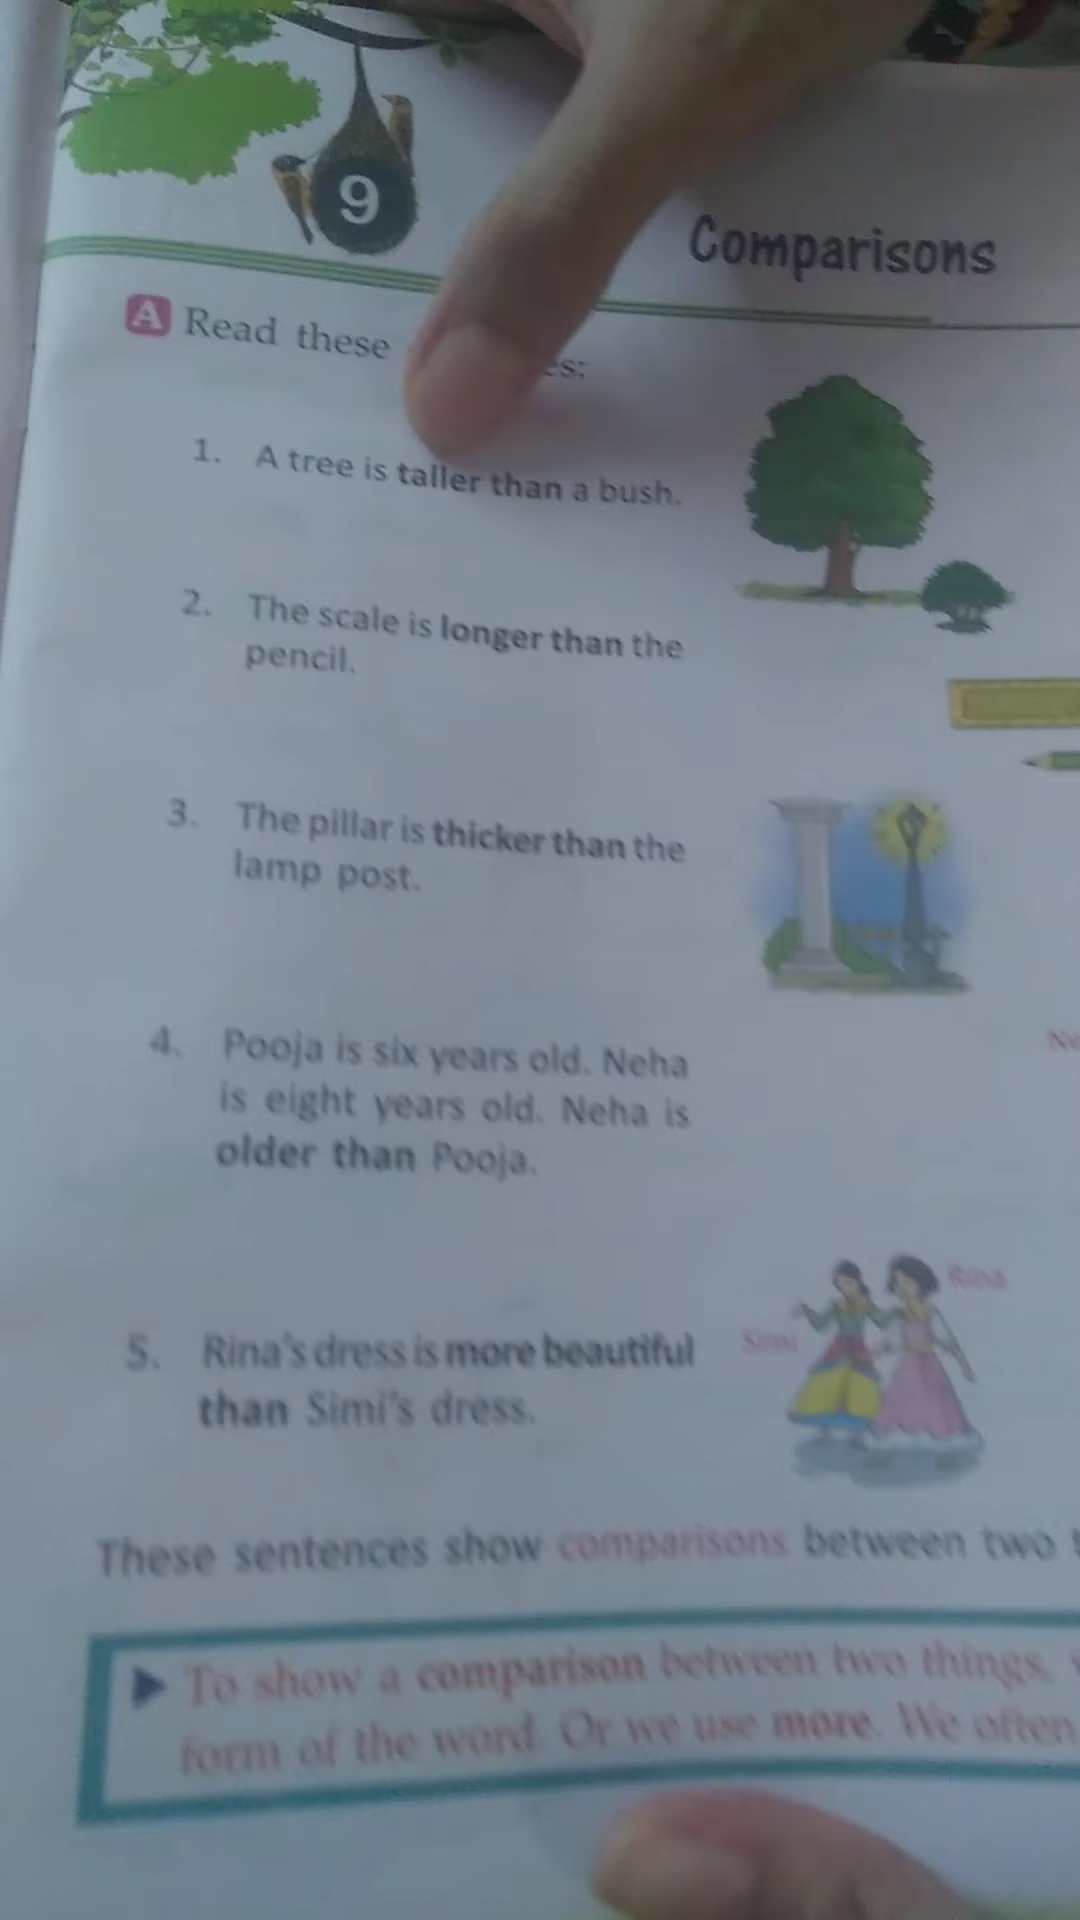 9
Comparisons
A Read these
1. A tree is taller than a bush.
2. The scale is longer than the
pencil.
3. The pillar is thicker than the
lamp post.
4. Pooja is six years old. Neha
is eight years old. Neha is
older than Pooja.
Rina
Simi
5. Rina's dress is more beautiful
than Simi's dress.
These sentences show comparisons between two
To show a comparison between two things,
form of the word. Or we use more. We often